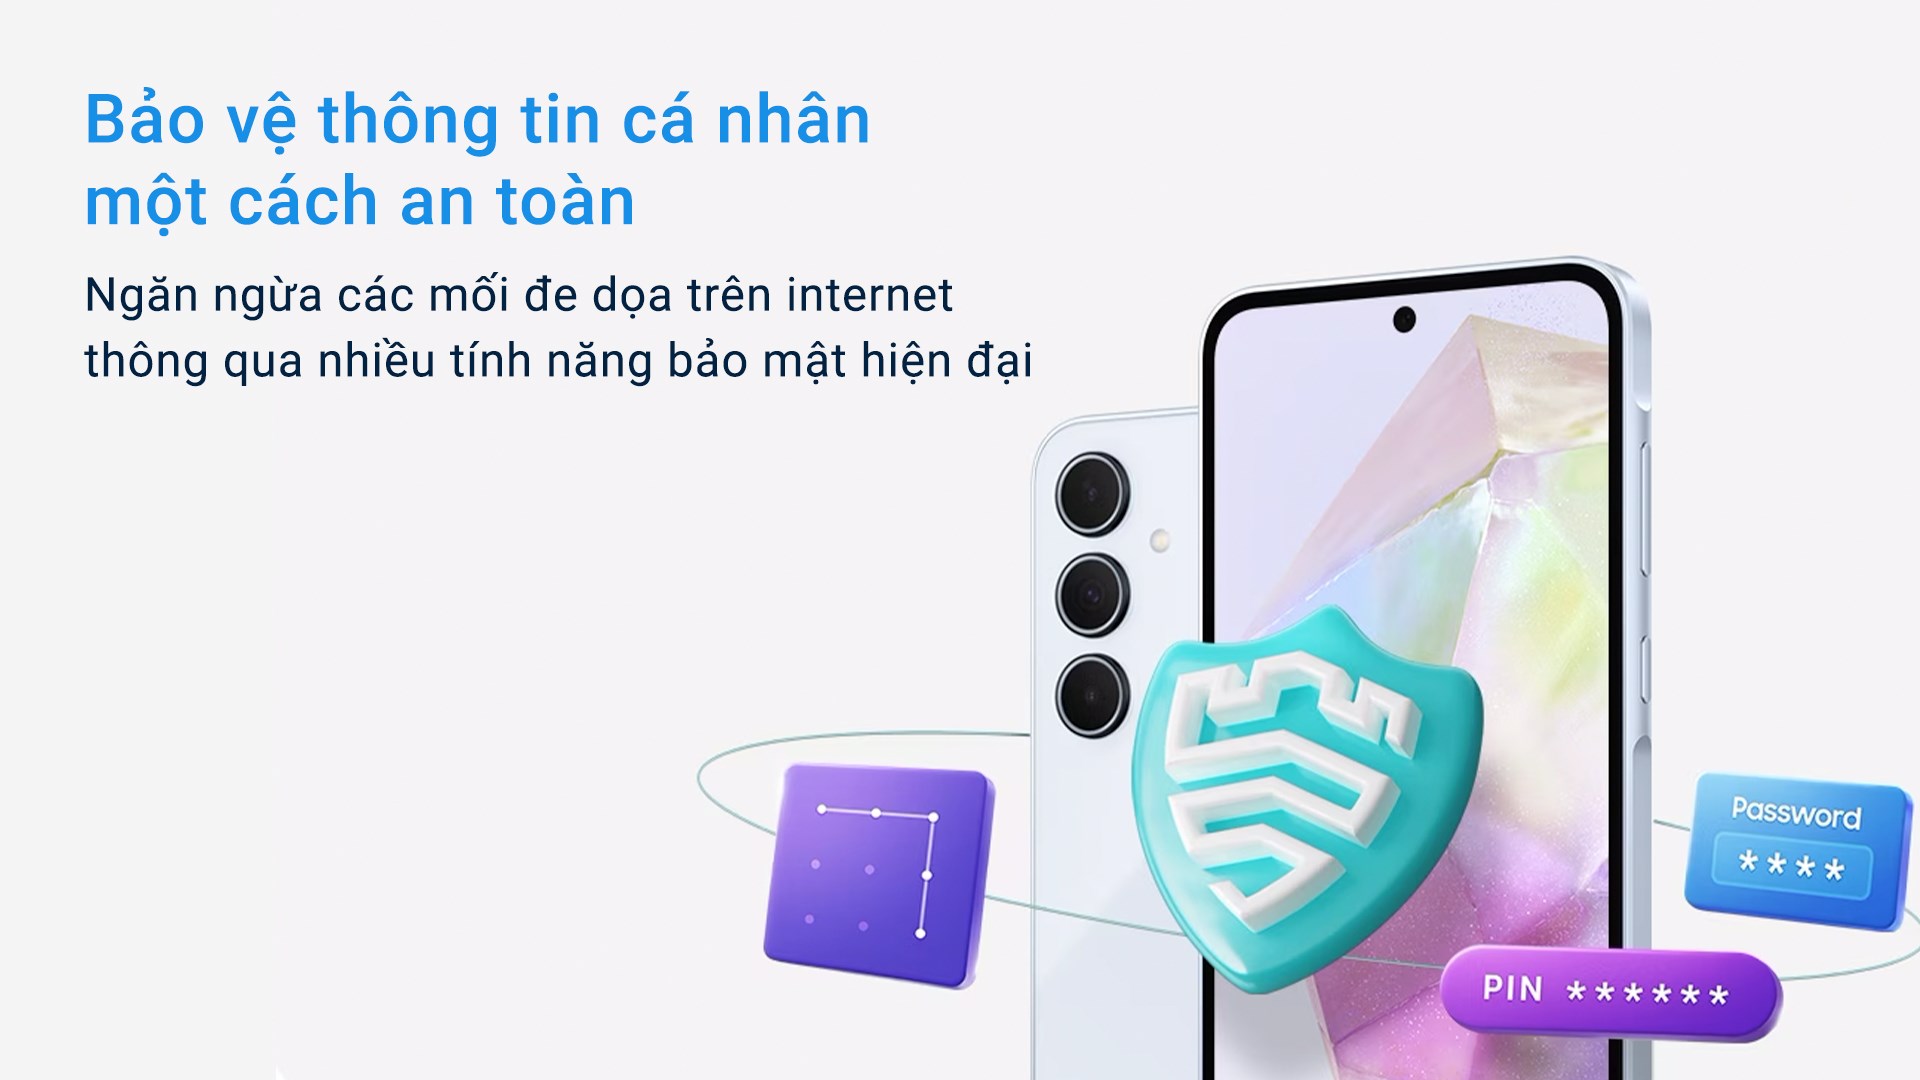 Bảo vệ thông tin cá nhân
một cách an toàn
Ngăn ngừa các mối đe dọa trên internet
thông qua nhiều tính năng bảo mật hiện đại
Password
****
PIN ******